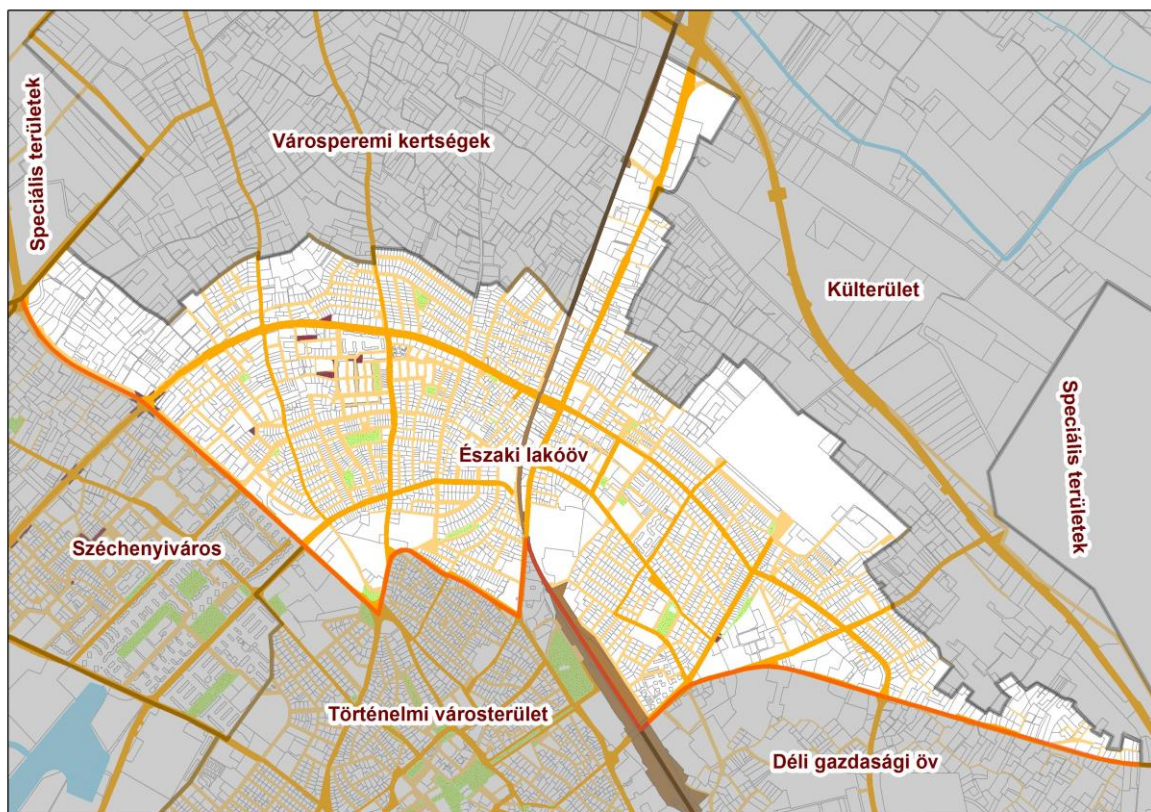 Városperemi kertségek
Speciális területek
Külterület
Északi lakóöv
Speciális területek
Széchenyiváros
Történelmi városterület
Déli gazdasági öv